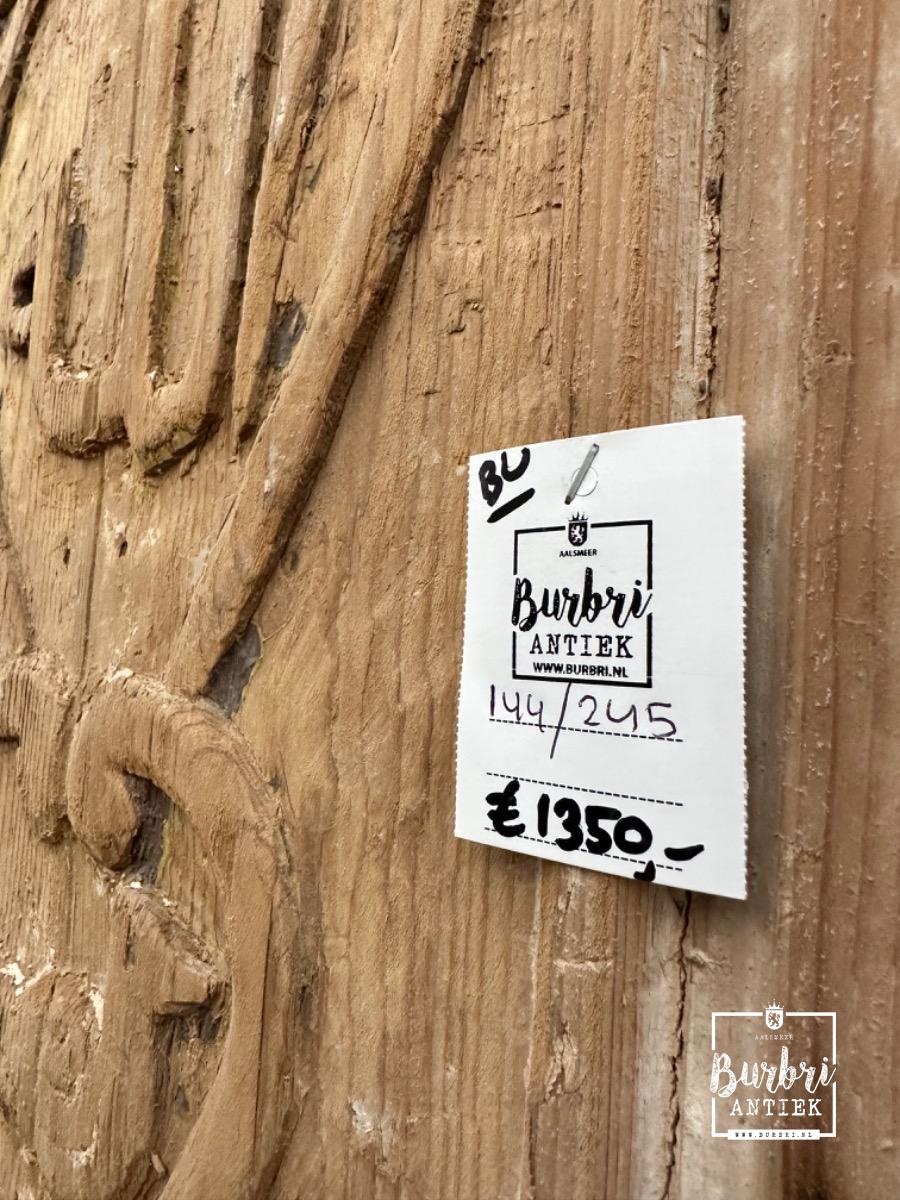 BU
AALSMEER
Burbri
ANTIEK
WWW.BURBRI.NL
144/245
€1350,-
AALSMEER
Burbri
ANTIEK
WWW.BURBRI.NL